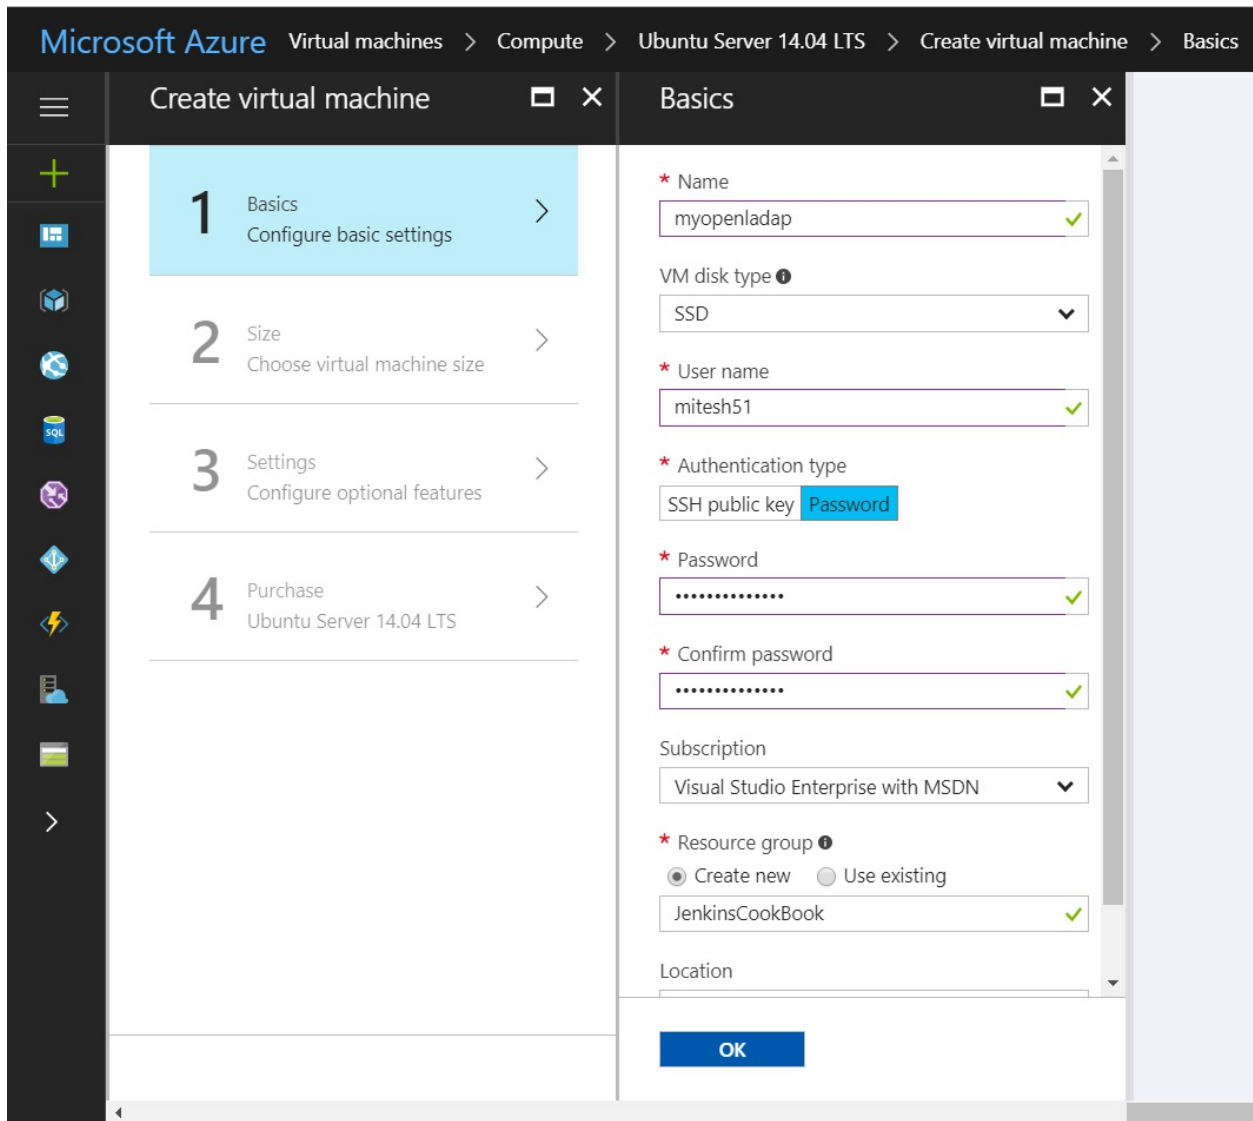 Microsoft Azure Virtual machines > Compute > Ubuntu Server 14.04 LTS > Create virtual machine > Basics
Create virtual machine
1
Basics
Configure basic settings
2
Size
Choose virtual machine size
3
Settings
Configure optional features
4
Purchase
Ubuntu Server 14.04 LTS
Basics
* Name
myopenladap
VM disk type
SSD
* User name
mitesh51
* Authentication type
SSH public key Password
* Password
••••••••••••••
* Confirm password
••••••••••••••
Subscription
Visual Studio Enterprise with MSDN
* Resource group
Create new Use existing
JenkinsCookBook
Location
OK
SQL